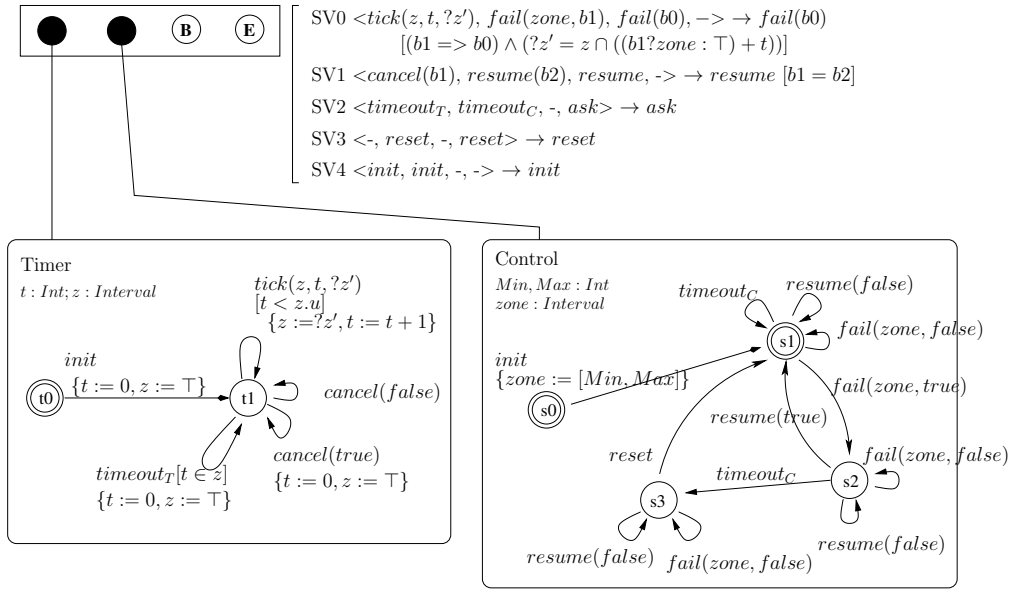 B
E
SV0 <tick(z, t, ?z′), fail(zone, b1), fail(b0), −> → fail(b0)
[(b1 => b0) ∧ (?z′ = z ∩ ((b1?zone : ⊤) + t))]
SV1 <cancel(b1), resume(b2), resume, -> → resume [b1 = b2]
SV2 <timeout_T, timeout_C, -, ask> → ask
SV3 <-, reset, -, reset> → reset
SV4 <init, init, -, -> → init
Timer
t : Int; z : Interval
tick(z, t, ?z′)
[t < z.u]
{z :=?z′, t := t + 1}
init
{t := 0, z := ⊤}
t0
t1
cancel(false)
cancel(true)
{t := 0, z := ⊤}
timeout_T[t ∈ z]
{t := 0, z := ⊤}
Control
Min, Max : Int
zone : Interval
timeout_C
resume(false)
s1
fail(zone, false)
init
{zone := [Min, Max]}
s0
fail(zone, true)
resume(true)
reset
timeout_C
fail(zone, false)
s2
s3
resume(false)
resume(false)
fail(zone, false)